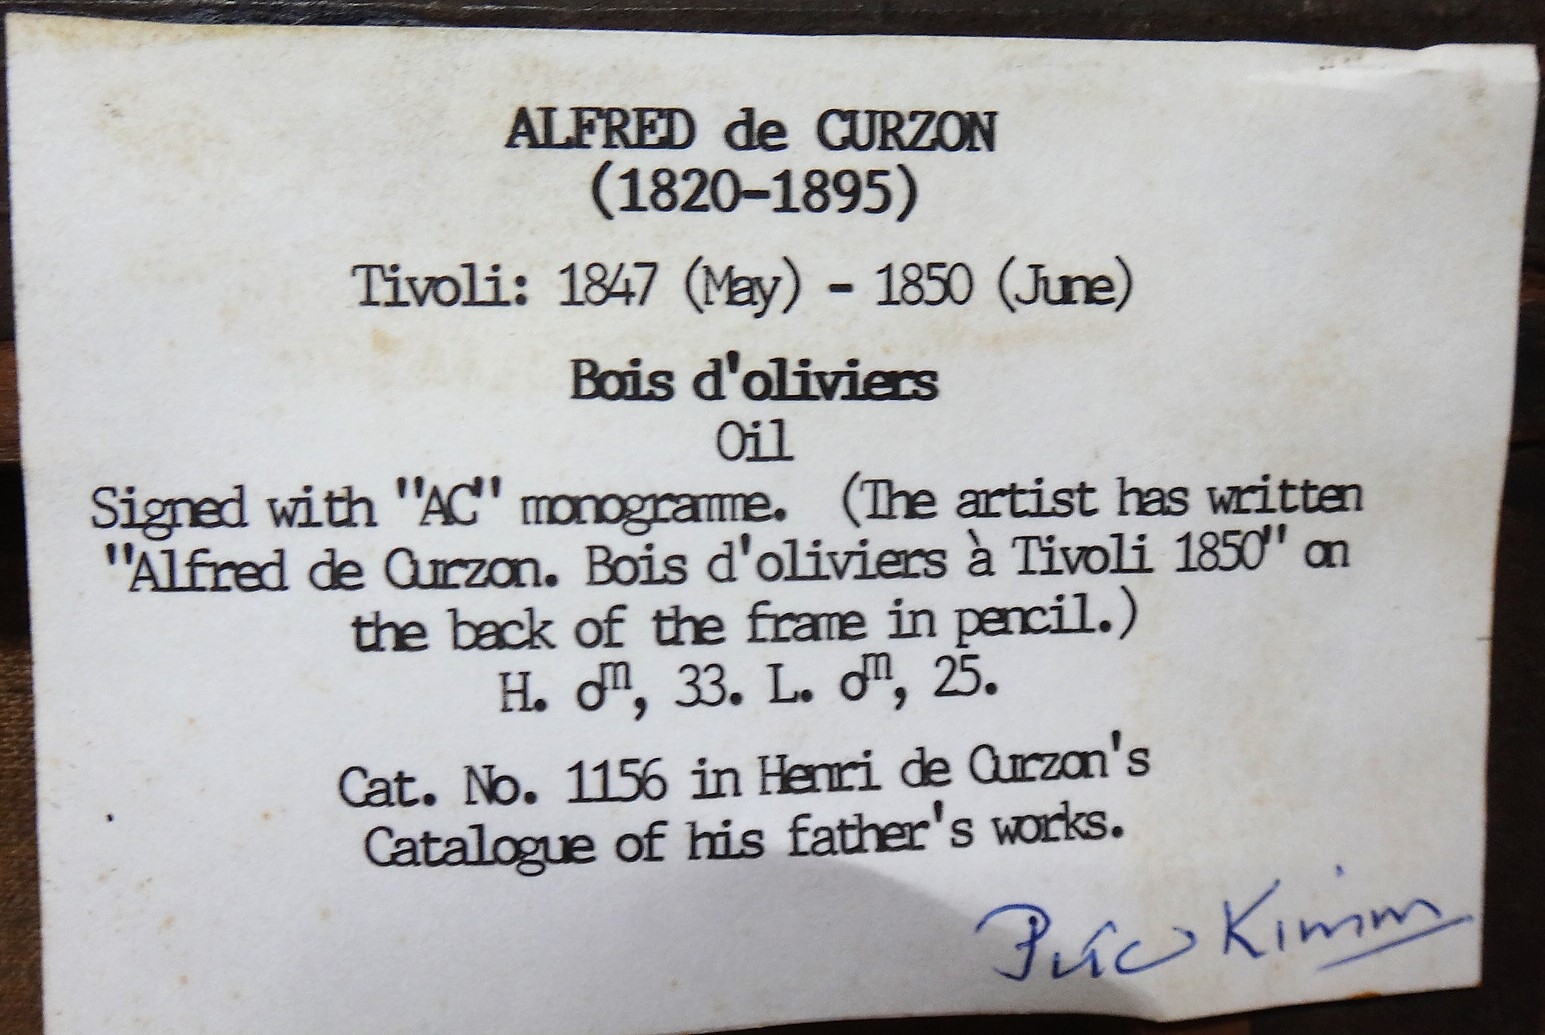 ALFRED de CURZON
(1820-1895)
Tivoli: 1847 (May) - 1850 (June)
Bois d'oliviers
Oil
Signed with "AC" monogramme. (The artist has written
"Alfred de Curzon. Bois d'oliviers à Tivoli 1850" on
the back of the frame in pencil.)
H. oᵐ, 33. L. oᵐ, 25.
Cat. No. 1156 in Henri de Curzon's
Catalogue of his father's works.